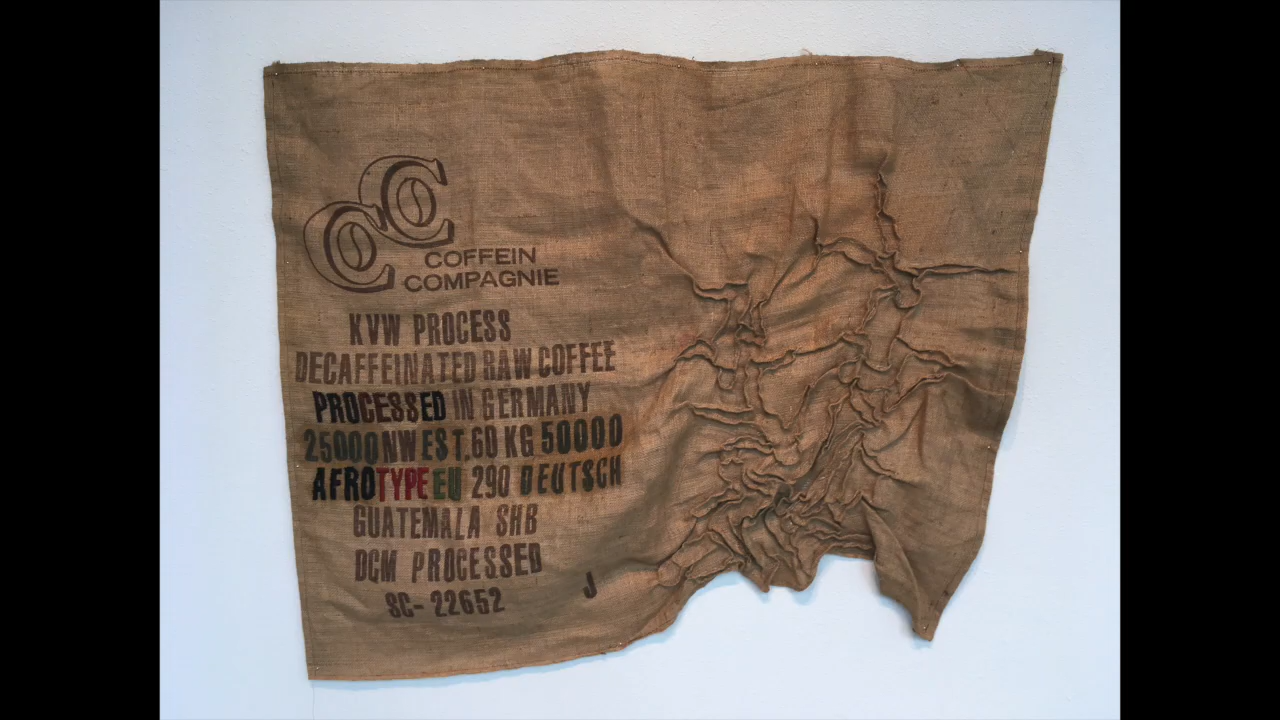 CC
COFFEIN
COMPAGNIE
KVW PROCESS
DECAFFEINATED RAW COFFEE
PROCESSED IN GERMANY
25000 NW EST.60 KG 50000
AFROTYPE EU 290 DEUTSCH
GUATEMALA SHB
DCM PROCESSED
J
SC- 22652